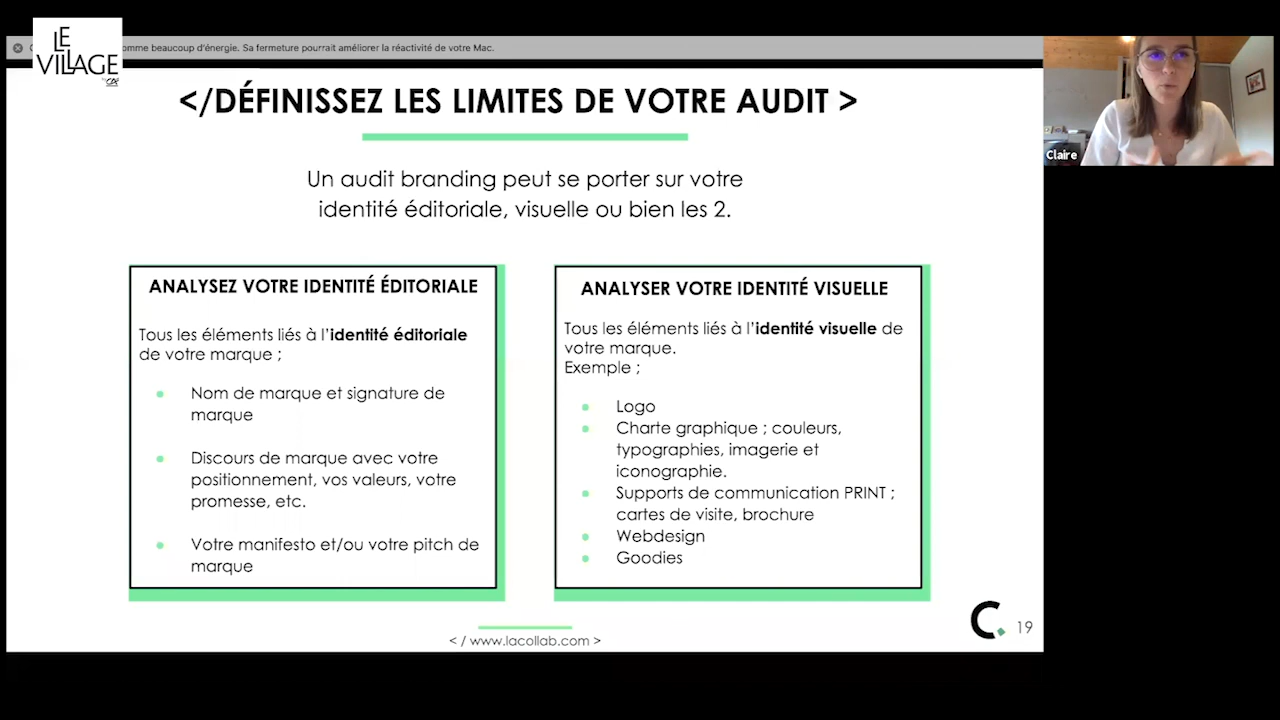 LE
VILLAGE
by CA
omme beaucoup d'énergie. Sa fermeture pourrait améliorer la réactivité de votre Mac.
</DÉFINISSEZ LES LIMITES DE VOTRE AUDIT >
Un audit branding peut se porter sur votre
identité éditoriale, visuelle ou bien les 2.
ANALYSEZ VOTRE IDENTITÉ ÉDITORIALE
Tous les éléments liés à l'identité éditoriale
de votre marque ;
Nom de marque et signature de
marque
Discours de marque avec votre
positionnement, vos valeurs, votre
promesse, etc.
Votre manifesto et/ou votre pitch de
marque
ANALYSER VOTRE IDENTITÉ VISUELLE
Tous les éléments liés à l'identité visuelle de
votre marque.
Exemple ;
Logo
Charte graphique ; couleurs,
typographies, imagerie et
iconographie.
Supports de communication PRINT ;
cartes de visite, brochure
Webdesign
Goodies
< / www.lacollab.com >
C.
19
Claire